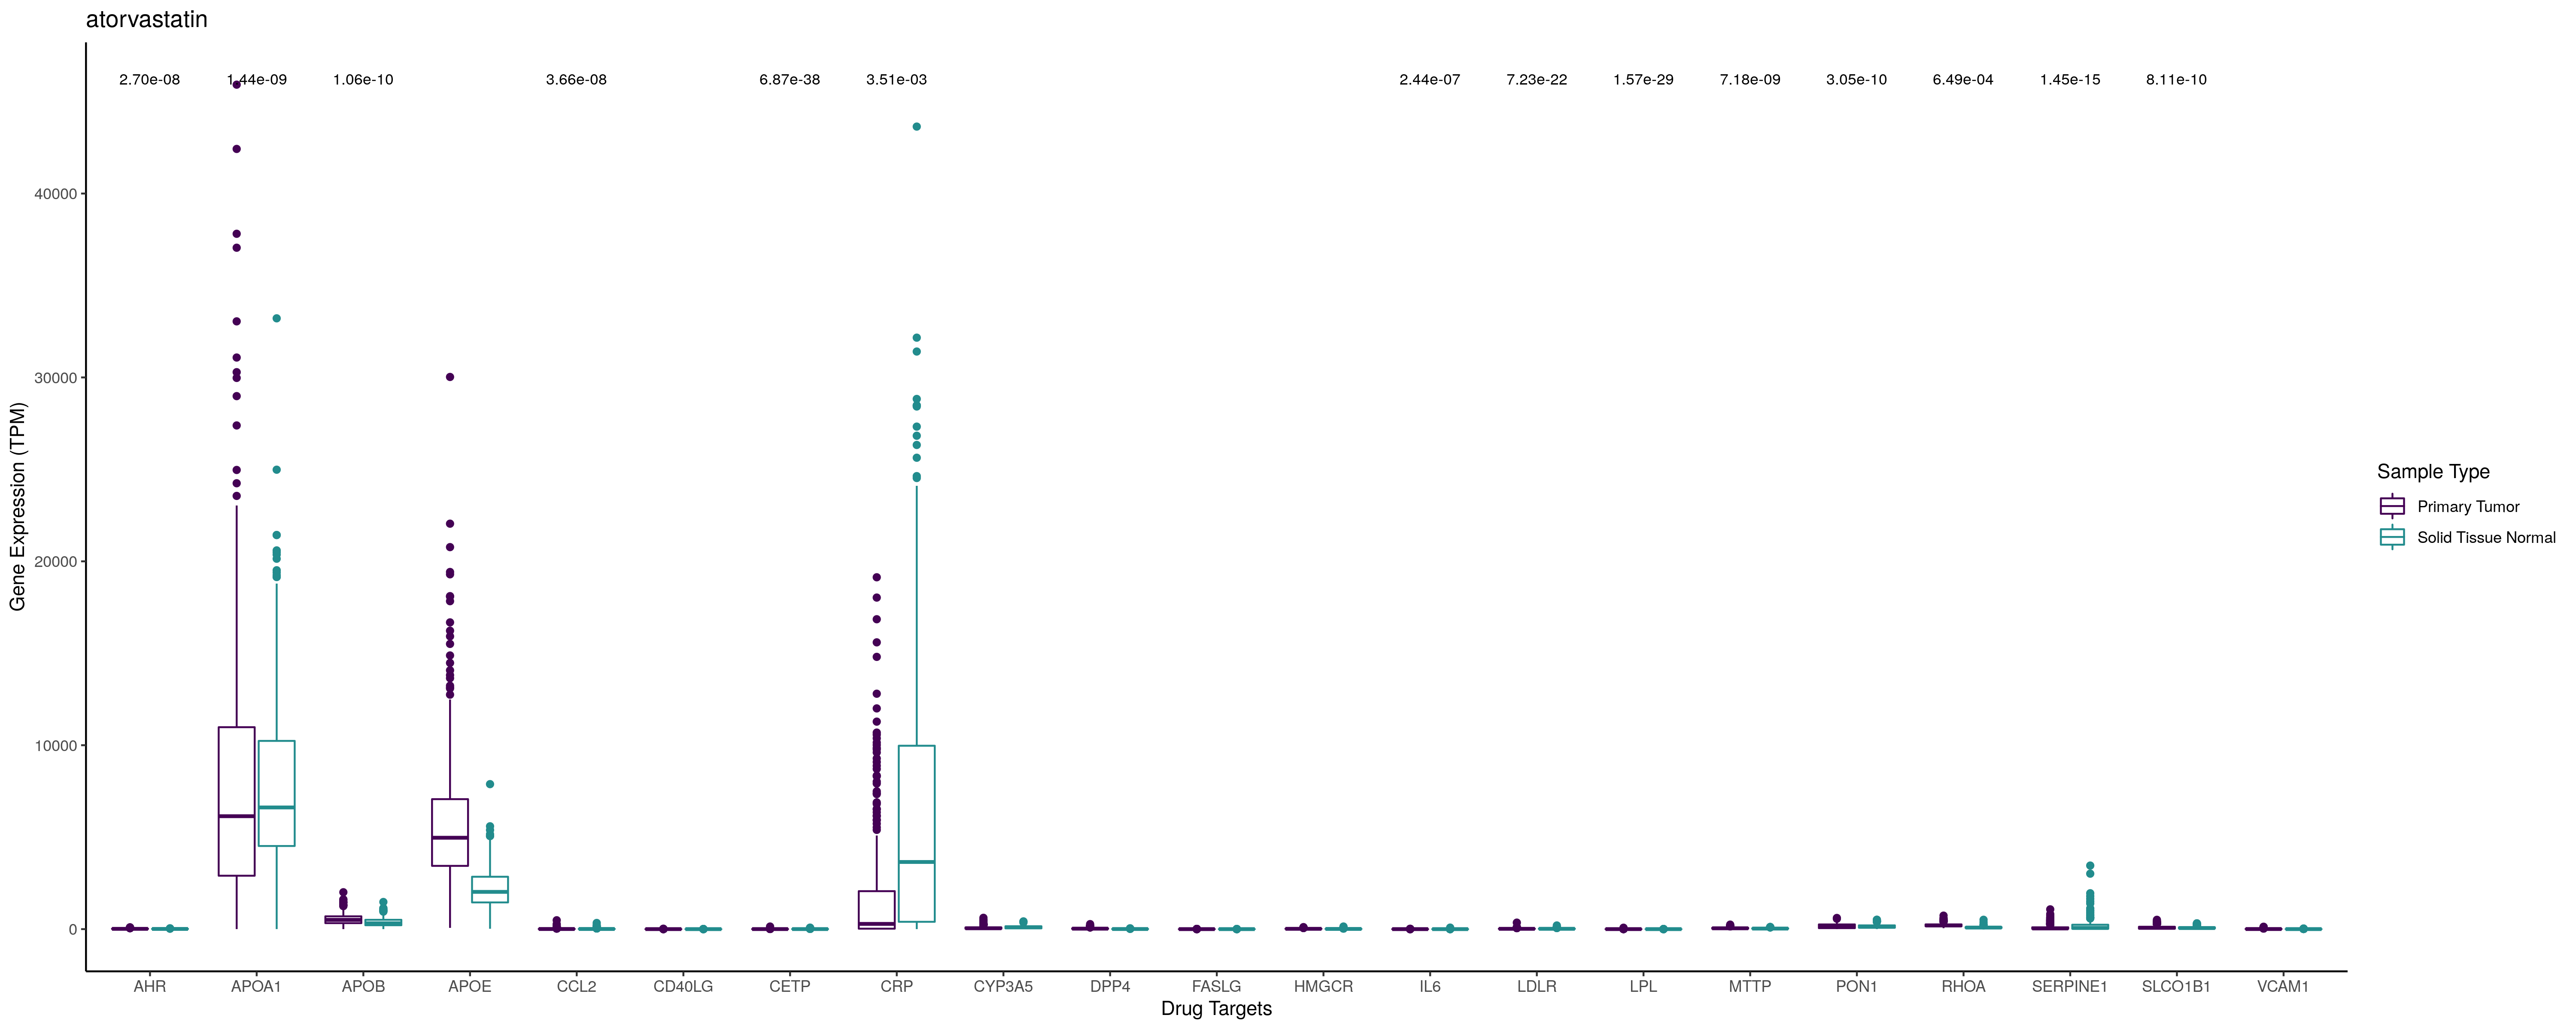 atorvastatin
2.70e-08 1.44e-09 1.06e-10 3.66e-08 6.87e-38 3.51e-03 2.44e-07 7.23e-22 1.57e-29 7.18e-09 3.05e-10 6.49e-04 1.45e-15 8.11e-10
40000
30000
20000
10000
0
Gene Expression (TPM)
AHR APOA1 APOB APOE CCL2 CD40LG CETP CRP CYP3A5 DPP4 FASLG HMGCR IL6 LDLR LPL MTTP PON1 RHOA SERPINE1 SLCO1B1 VCAM1
Drug Targets
Sample Type
Primary Tumor
Solid Tissue Normal